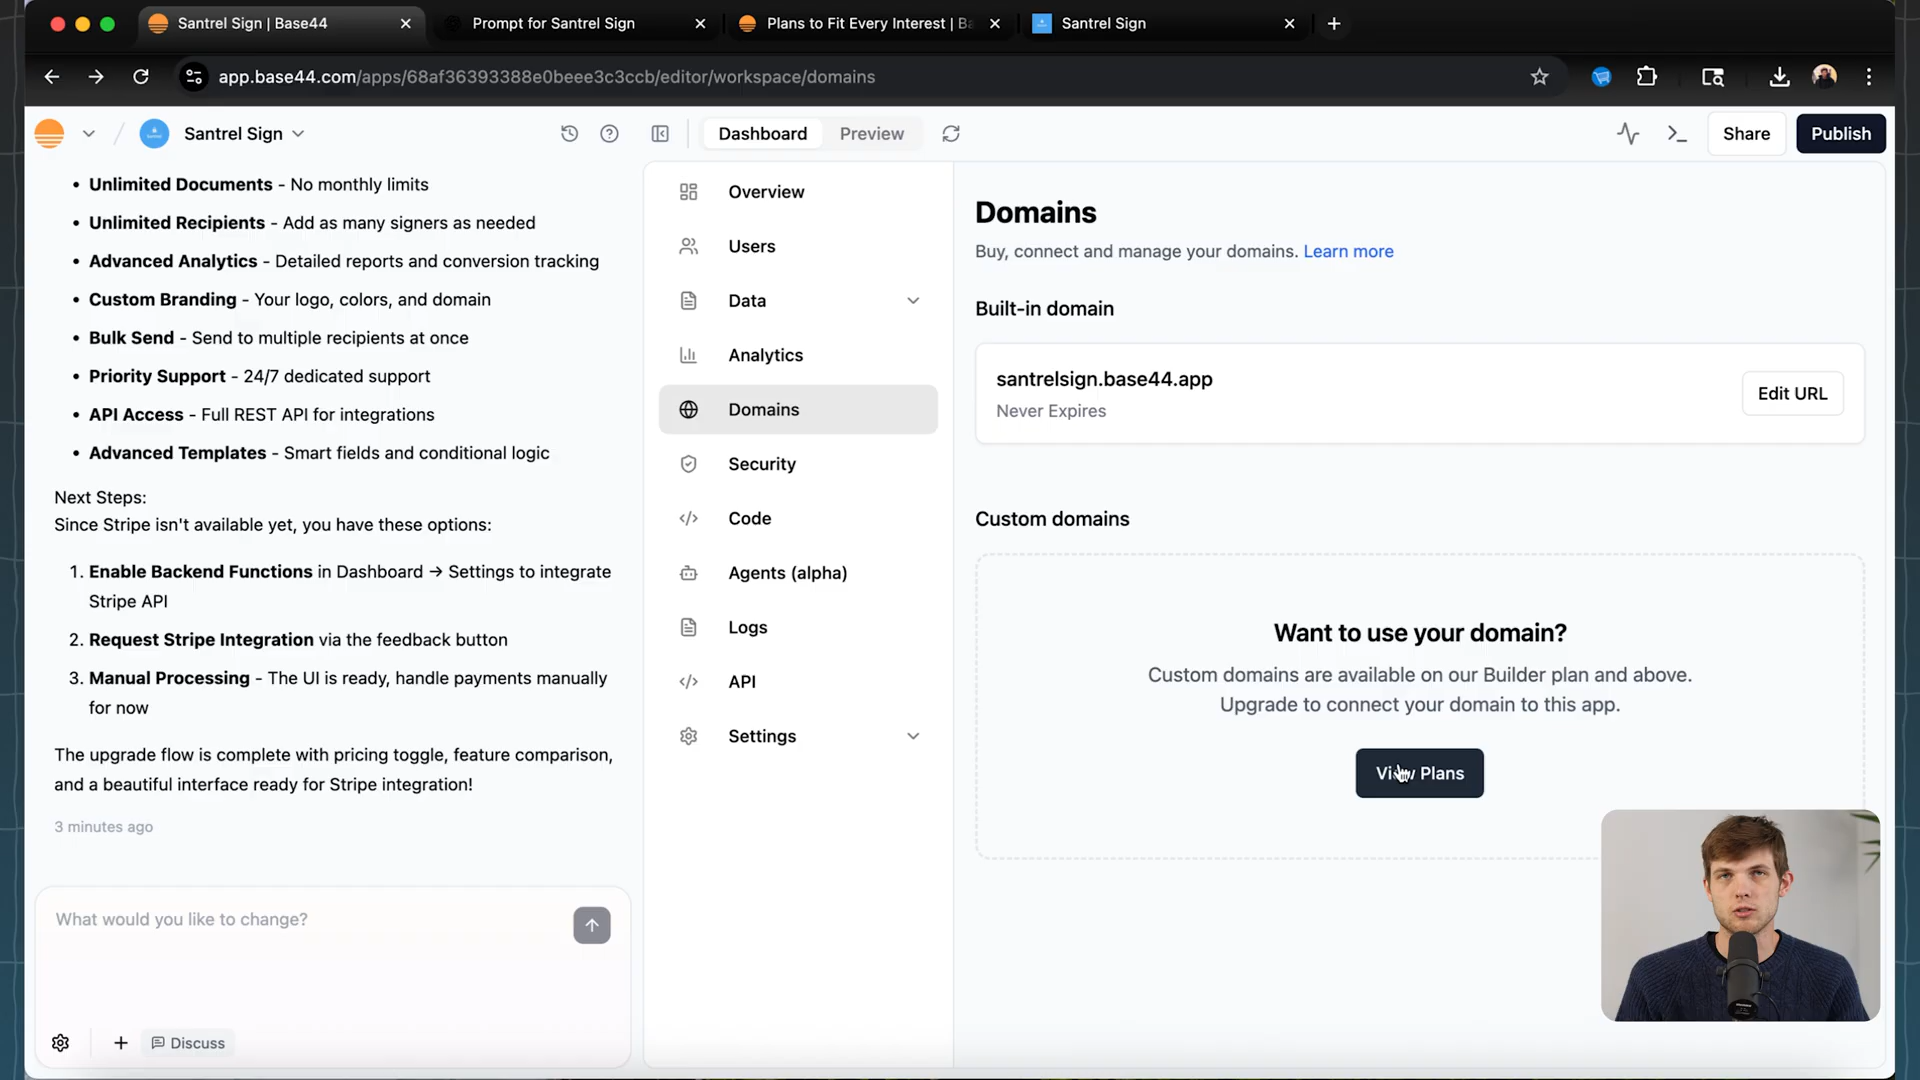 Santrel Sign | Base44
Prompt for Santrel Sign
Plans to Fit Every Interest | Ba
Santrel Sign
app.base44.com/apps/68af36393388e0beee3c3ccb/editor/workspace/domains
Santrel Sign
Dashboard
Preview
Share
Publish
• Unlimited Documents - No monthly limits
• Unlimited Recipients - Add as many signers as needed
• Advanced Analytics - Detailed reports and conversion tracking
• Custom Branding - Your logo, colors, and domain
• Bulk Send - Send to multiple recipients at once
• Priority Support - 24/7 dedicated support
• API Access - Full REST API for integrations
• Advanced Templates - Smart fields and conditional logic
Next Steps:
Since Stripe isn't available yet, you have these options:
1. Enable Backend Functions in Dashboard → Settings to integrate
Stripe API
2. Request Stripe Integration via the feedback button
3. Manual Processing - The UI is ready, handle payments manually
for now
The upgrade flow is complete with pricing toggle, feature comparison,
and a beautiful interface ready for Stripe integration!
3 minutes ago
What would you like to change?
Discuss
Overview
Users
Data
Analytics
Domains
Security
Code
Agents (alpha)
Logs
API
Settings
Domains
Buy, connect and manage your domains. Learn more
Built-in domain
santrelsign.base44.app
Never Expires
Edit URL
Custom domains
Want to use your domain?
Custom domains are available on our Builder plan and above.
Upgrade to connect your domain to this app.
View Plans